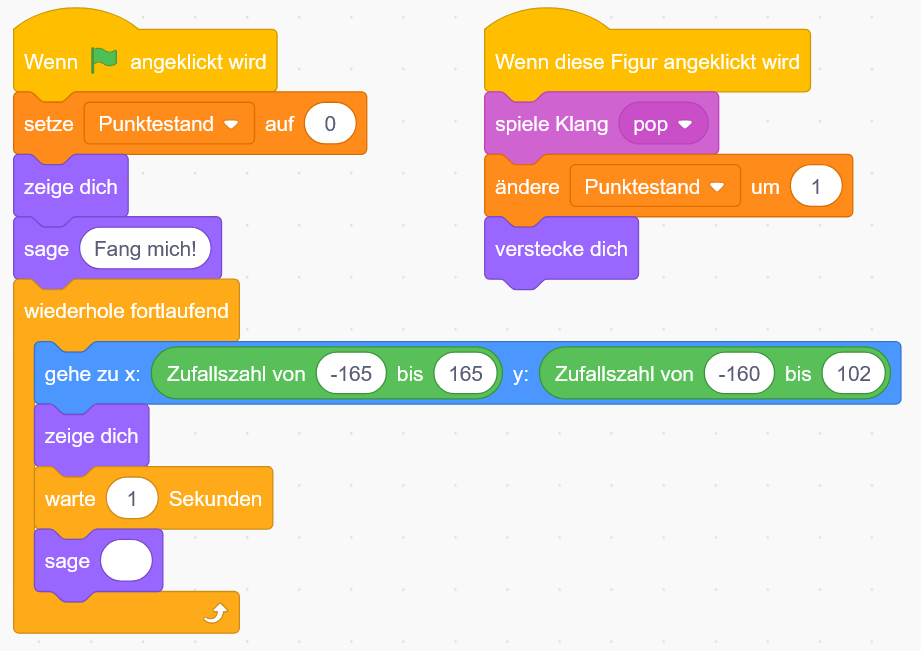 Wenn angeklickt wird
setze Punktestand auf 0
zeige dich
sage Fang mich!
wiederhole fortlaufend
gehe zu x: Zufallszahl von -165 bis 165 y: Zufallszahl von -160 bis 102
zeige dich
warte 1 Sekunden
sage
Wenn diese Figur angeklickt wird
spiele Klang pop
ändere Punktestand um 1
verstecke dich